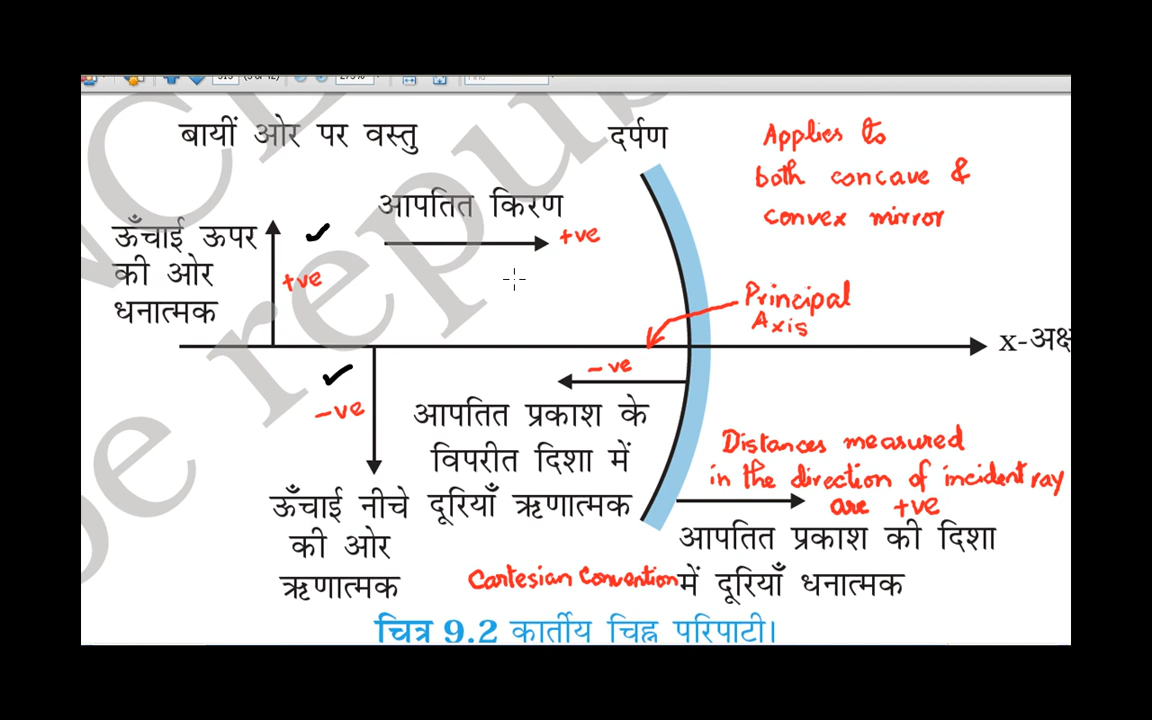 बायीं ओर पर वस्तु
दर्पण
Applies to
both concave &
convex mirror
आपतित किरण
+ve
ऊँचाई ऊपर
की ओर
धनात्मक
+ve
Principal
Axis
x-अक्ष
-ve
-ve
आपतित प्रकाश के
विपरीत दिशा में
दूरियाँ ऋणात्मक
Distances measured
in the direction of incident ray
are +ve
ऊँचाई नीचे
की ओर
ऋणात्मक
आपतित प्रकाश की दिशा
में दूरियाँ धनात्मक
Cartesian Convention
चित्र 9.2 कार्तीय चिह्न परिपाटी।
be republ